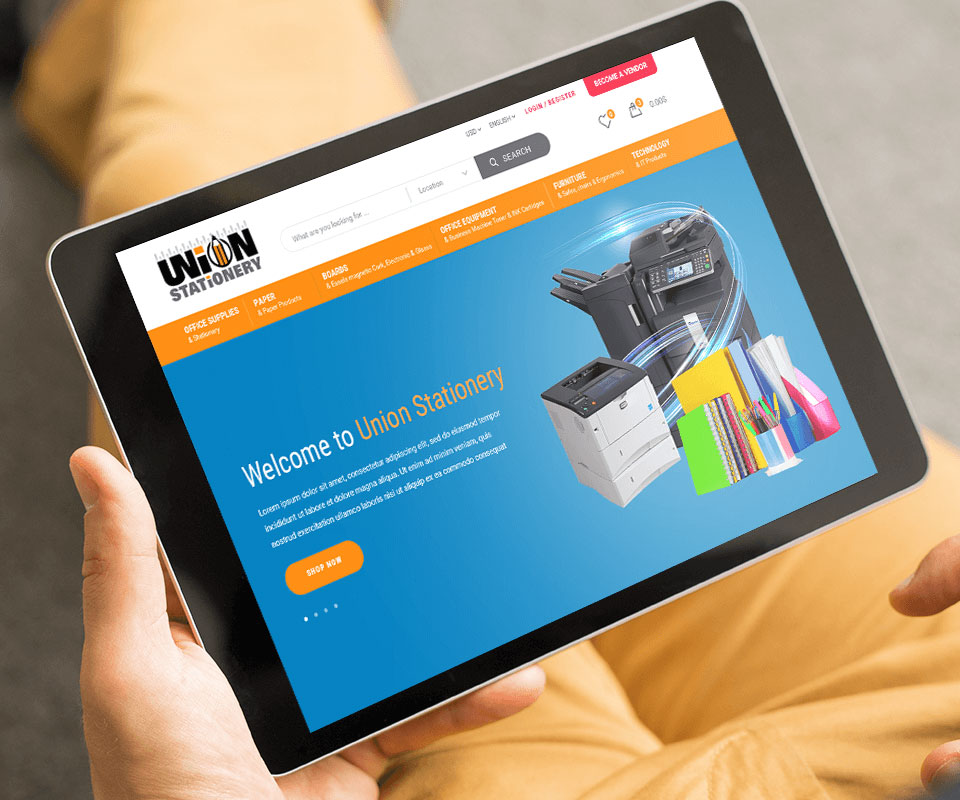 BECOME A VENDOR
USD
ENGLISH
LOGIN / REGISTER
What are you looking for ...
Location
SEARCH
0.00$
UNiON
STATiONERY
OFFICE SUPPLIES
& Stationery
PAPER
& Paper Products
BOARDS
& Easels magnetic Cork, Electronic & Glass
OFFICE EQUIPMENT
& Business Machine Toner & INK Cartridges
FURNITURE
& Safes, chairs & Ergonomics
TECHNOLOGY
& IT Products
Welcome to Union Stationery
Lorem ipsum dolor sit amet, consectetur adipiscing elit, sed do eiusmod tempor
incididunt ut labore et dolore magna aliqua. Ut enim ad minim veniam, quis
nostrud exercitation ullamco laboris nisi ut aliquip ex ea commodo consequat
SHOP NOW